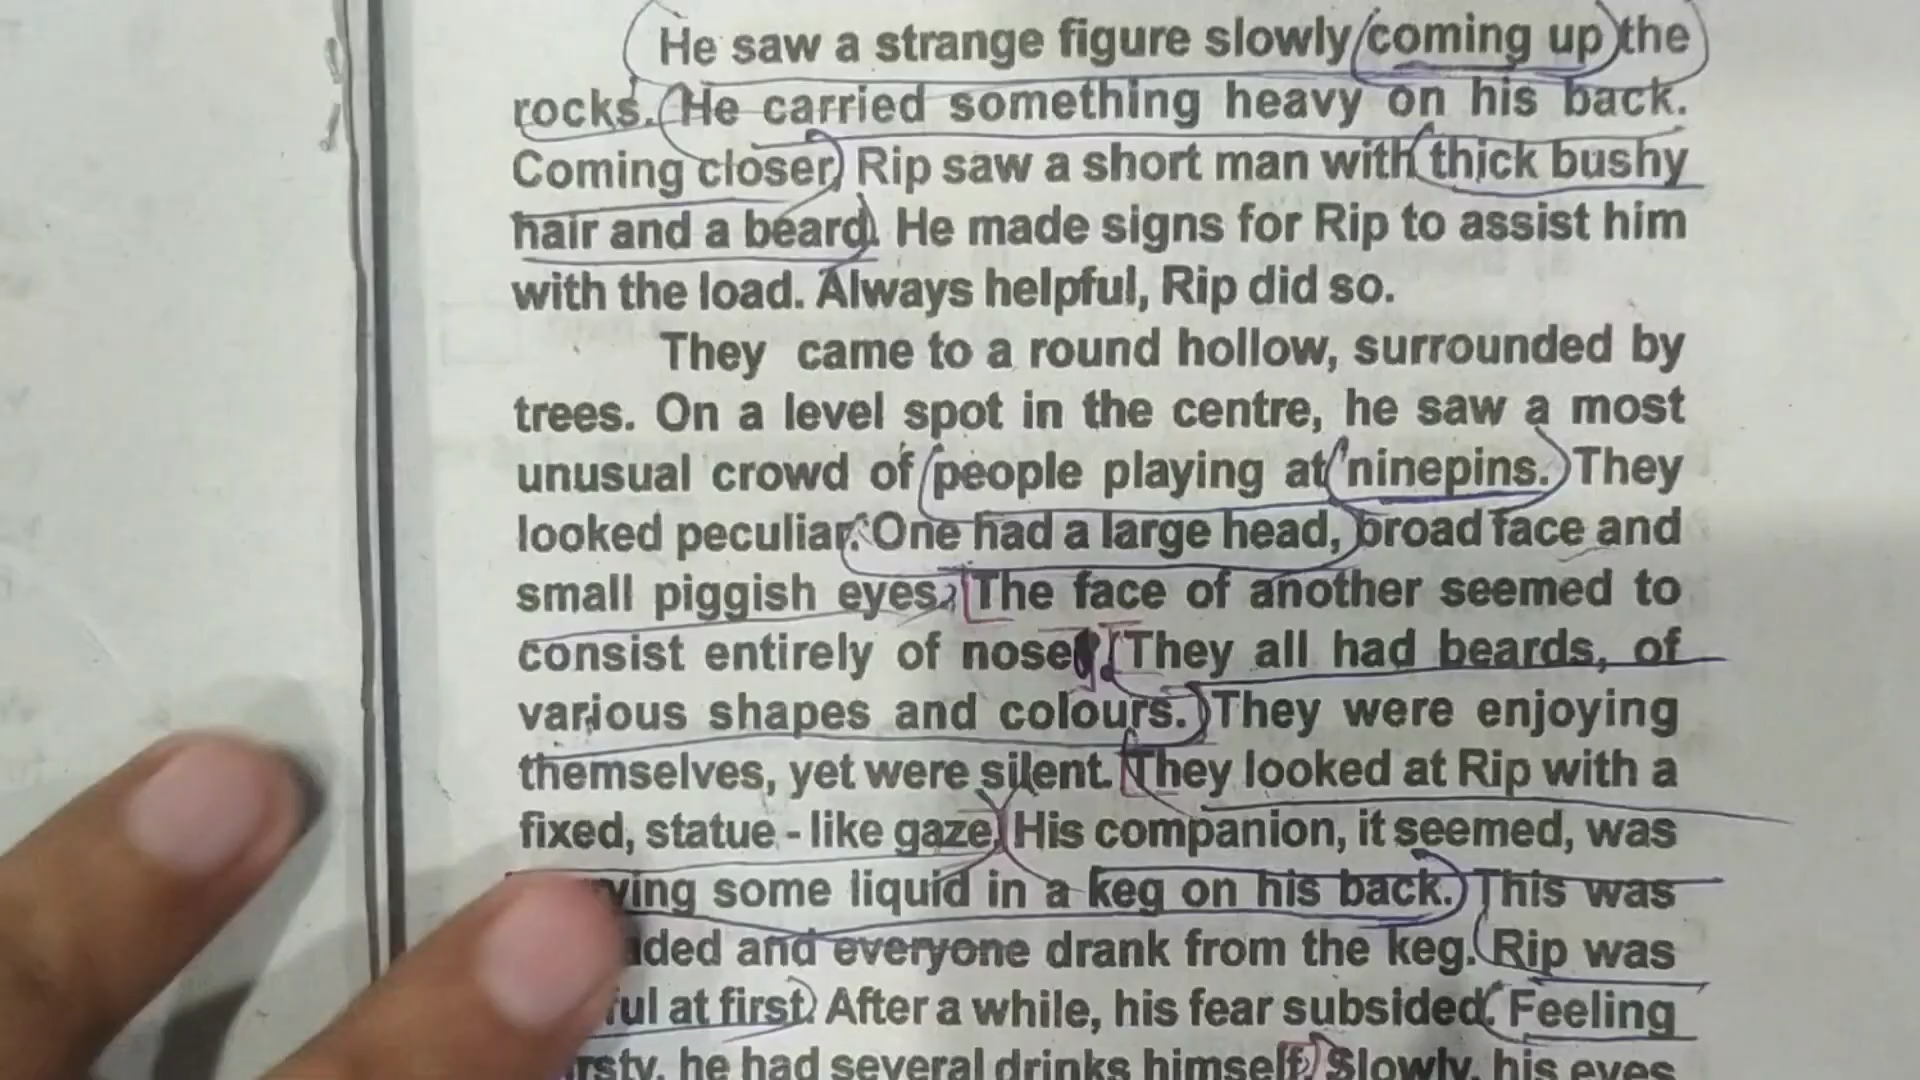 He saw a strange figure slowly coming up the
rocks. He carried something heavy on his back.
Coming closer, Rip saw a short man with thick bushy
hair and a beard. He made signs for Rip to assist him
with the load. Always helpful, Rip did so.
They came to a round hollow, surrounded by
trees. On a level spot in the centre, he saw a most
unusual crowd of people playing at 'ninepins. They
looked peculiar. One had a large head, broad face and
small piggish eyes. The face of another seemed to
consist entirely of nose. They all had beards, of
various shapes and colours. They were enjoying
themselves, yet were silent. They looked at Rip with a
fixed, statue - like gaze. His companion, it seemed, was
some liquid in a keg on his back. This was
and everyone drank from the keg. Rip was
at first. After a while, his fear subsided. Feeling
he had several drinks himself. Slowly, his eyes